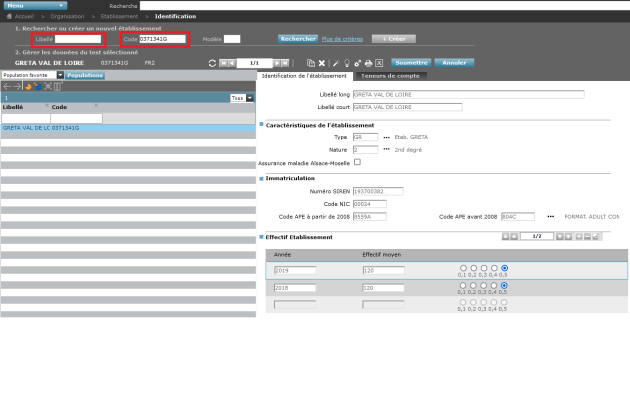 Menu Recherche
Accueil > Organisation > Etablissement > Identification
1. Rechercher ou créer un nouvel établissement
Libellé Code 0371341G Modèle Rechercher Plus de critères + Créer
2. Gérer les données du test sélectionné
GRETA VAL DE LOIRE 0371341G FR2 1/1 Soumettre Annuler
Population favorite Populations
Identification de l'établissement Teneurs de compte
1 Tous
Libellé Code
GRETA VAL DE LC 0371341G
Libellé long GRETA VAL DE LOIRE
Libellé court GRETA VAL DE LOIRE
Caractéristiques de l'établiss
Type GR ••• Etab. GRETA
Nature 2 ••• 2nd degré
Assurance maladie Alsace-Moselle
Immatriculation
Numéro SIREN 193700382
Code NIC 00024
Code APE à partir de 2008 8559A Code APE avant 2008 804C ••• FORMAT. ADULT CON
Effectif Etablissement 1/2
Année Effectif moyen
2019 120
0,1 0,2 0,3 0,4 0,5
2018 120
0,1 0,2 0,3 0,4 0,5
0,1 0,2 0,3 0,4 0,5